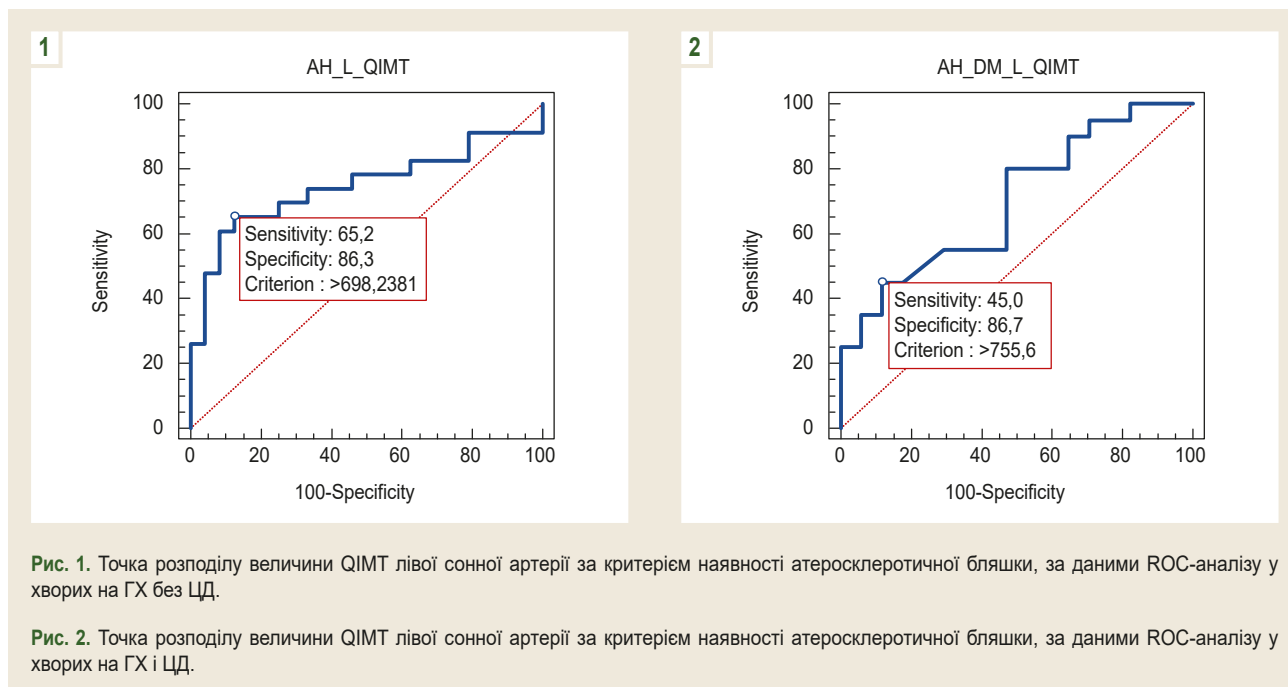 1
AH_L_QIMT
100
80
60
40
20
0
Sensitivity
Sensitivity: 65,2
Specificity: 86,3
Criterion : >698,2381
0 20 40 60 80 100
100-Specificity
2
AH_DM_L_QIMT
100
80
60
40
20
0
Sensitivity
Sensitivity: 45,0
Specificity: 86,7
Criterion : >755,6
0 20 40 60 80 100
100-Specificity
Рис. 1. Точка розподілу величини QIMT лівої сонної артерії за критерієм наявності атеросклеротичної бляшки, за даними ROC-аналізу у
хворих на ГХ без ЦД.
Рис. 2. Точка розподілу величини QIMT лівої сонної артерії за критерієм наявності атеросклеротичної бляшки, за даними ROC-аналізу у
хворих на ГХ і ЦД.